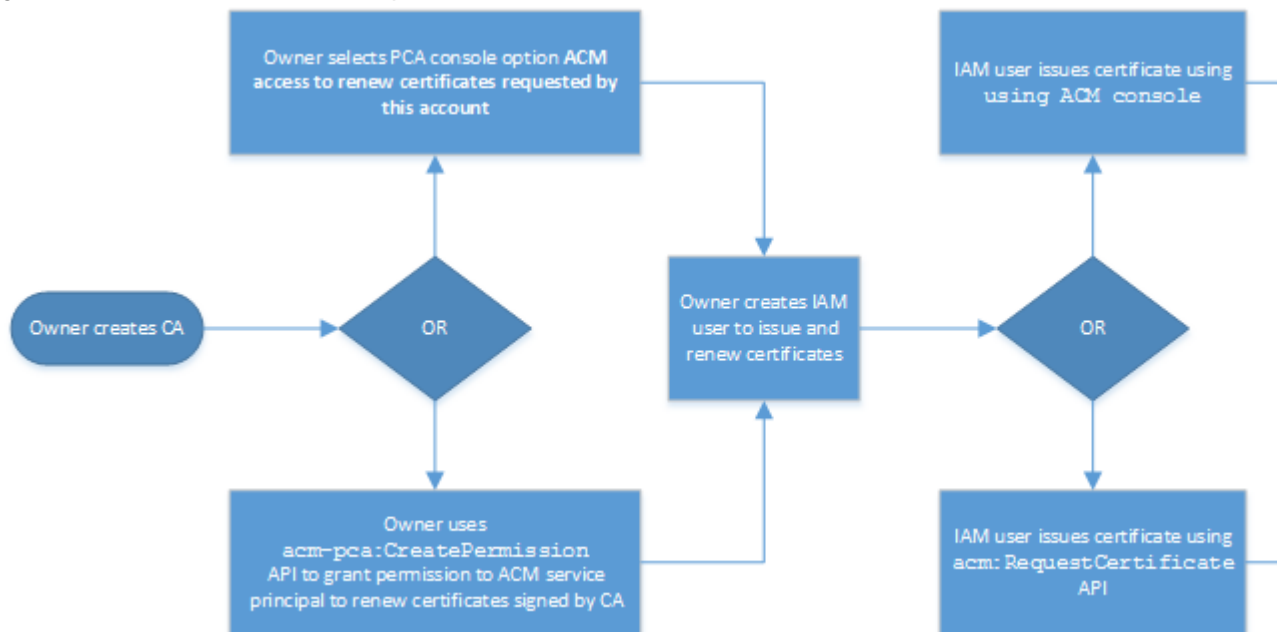 Owner creates CA
OR
Owner selects PCA console option ACM
access to renew certificates requested by
this account
Owner uses
acm-pca:CreatePermission
API to grant permission to ACM service
principal to renew certificates signed by CA
Owner creates IAM
user to issue and
renew certificates
OR
IAM user issues certificate using
using ACM console
IAM user issues certificate using
acm:RequestCertificate
API